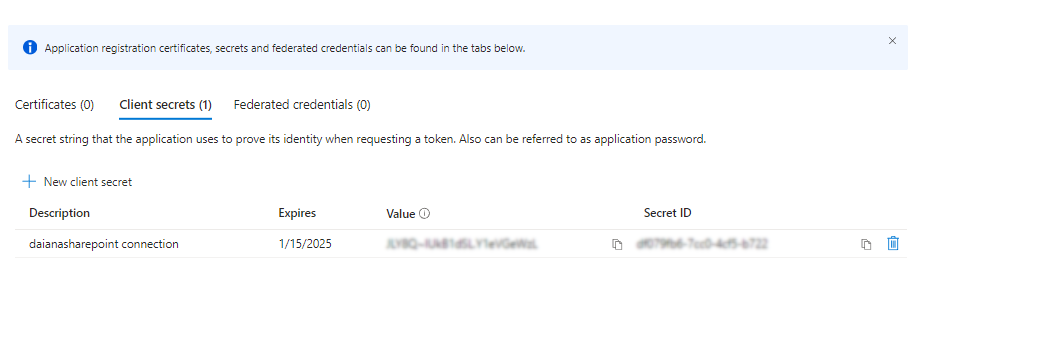 Application registration certificates, secrets and federated credentials can be found in the tabs below.
Certificates (0) Client secrets (1) Federated credentials (0)
A secret string that the application uses to prove its identity when requesting a token. Also can be referred to as application password.
New client secret
Description Expires Value Secret ID
daianasharepoint connection 1/15/2025